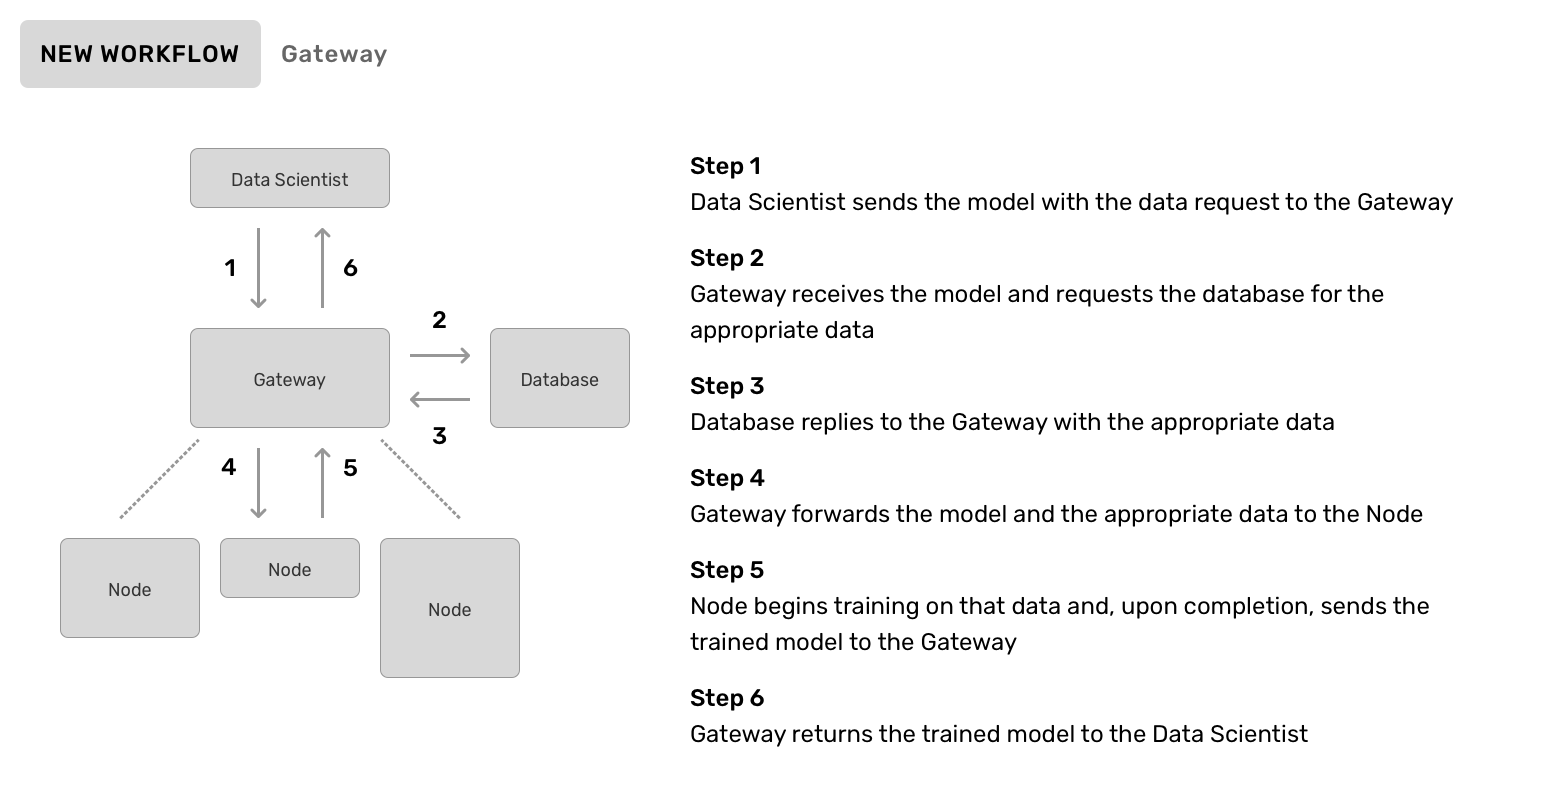 NEW WORKFLOW Gateway
Data Scientist
1
6
Gateway
2
Database
3
4
5
Node
Node
Node
Step 1
Data Scientist sends the model with the data request to the Gateway
Step 2
Gateway receives the model and requests the database for the
appropriate data
Step 3
Database replies to the Gateway with the appropriate data
Step 4
Gateway forwards the model and the appropriate data to the Node
Step 5
Node begins training on that data and, upon completion, sends the
trained model to the Gateway
Step 6
Gateway returns the trained model to the Data Scientist